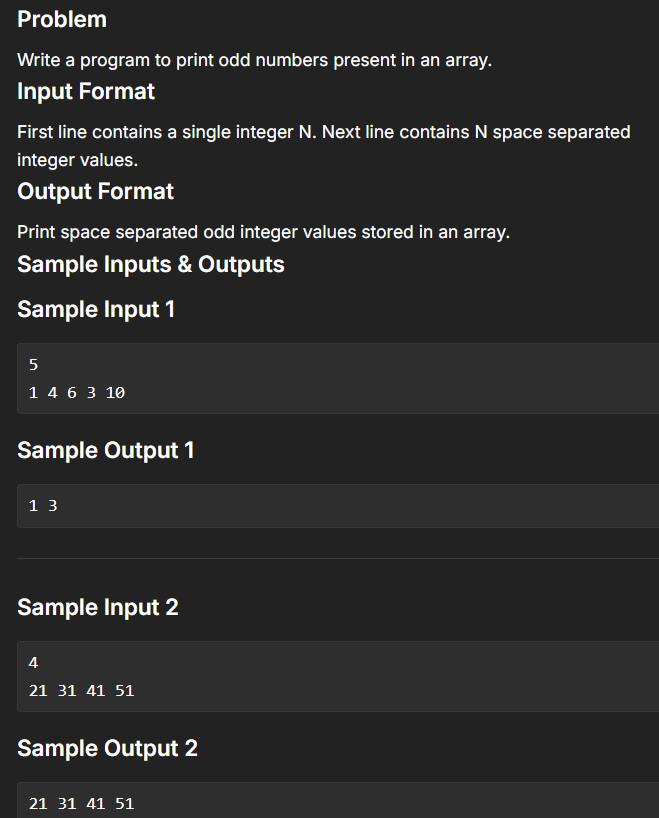 Problem
Write a program to print odd numbers present in an array.
Input Format
First line contains a single integer N. Next line contains N space separated
integer values.
Output Format
Print space separated odd integer values stored in an array.
Sample Inputs & Outputs
Sample Input 1
5
1 4 6 3 10
Sample Output 1
1 3
Sample Input 2
4
21 31 41 51
Sample Output 2
21 31 41 51